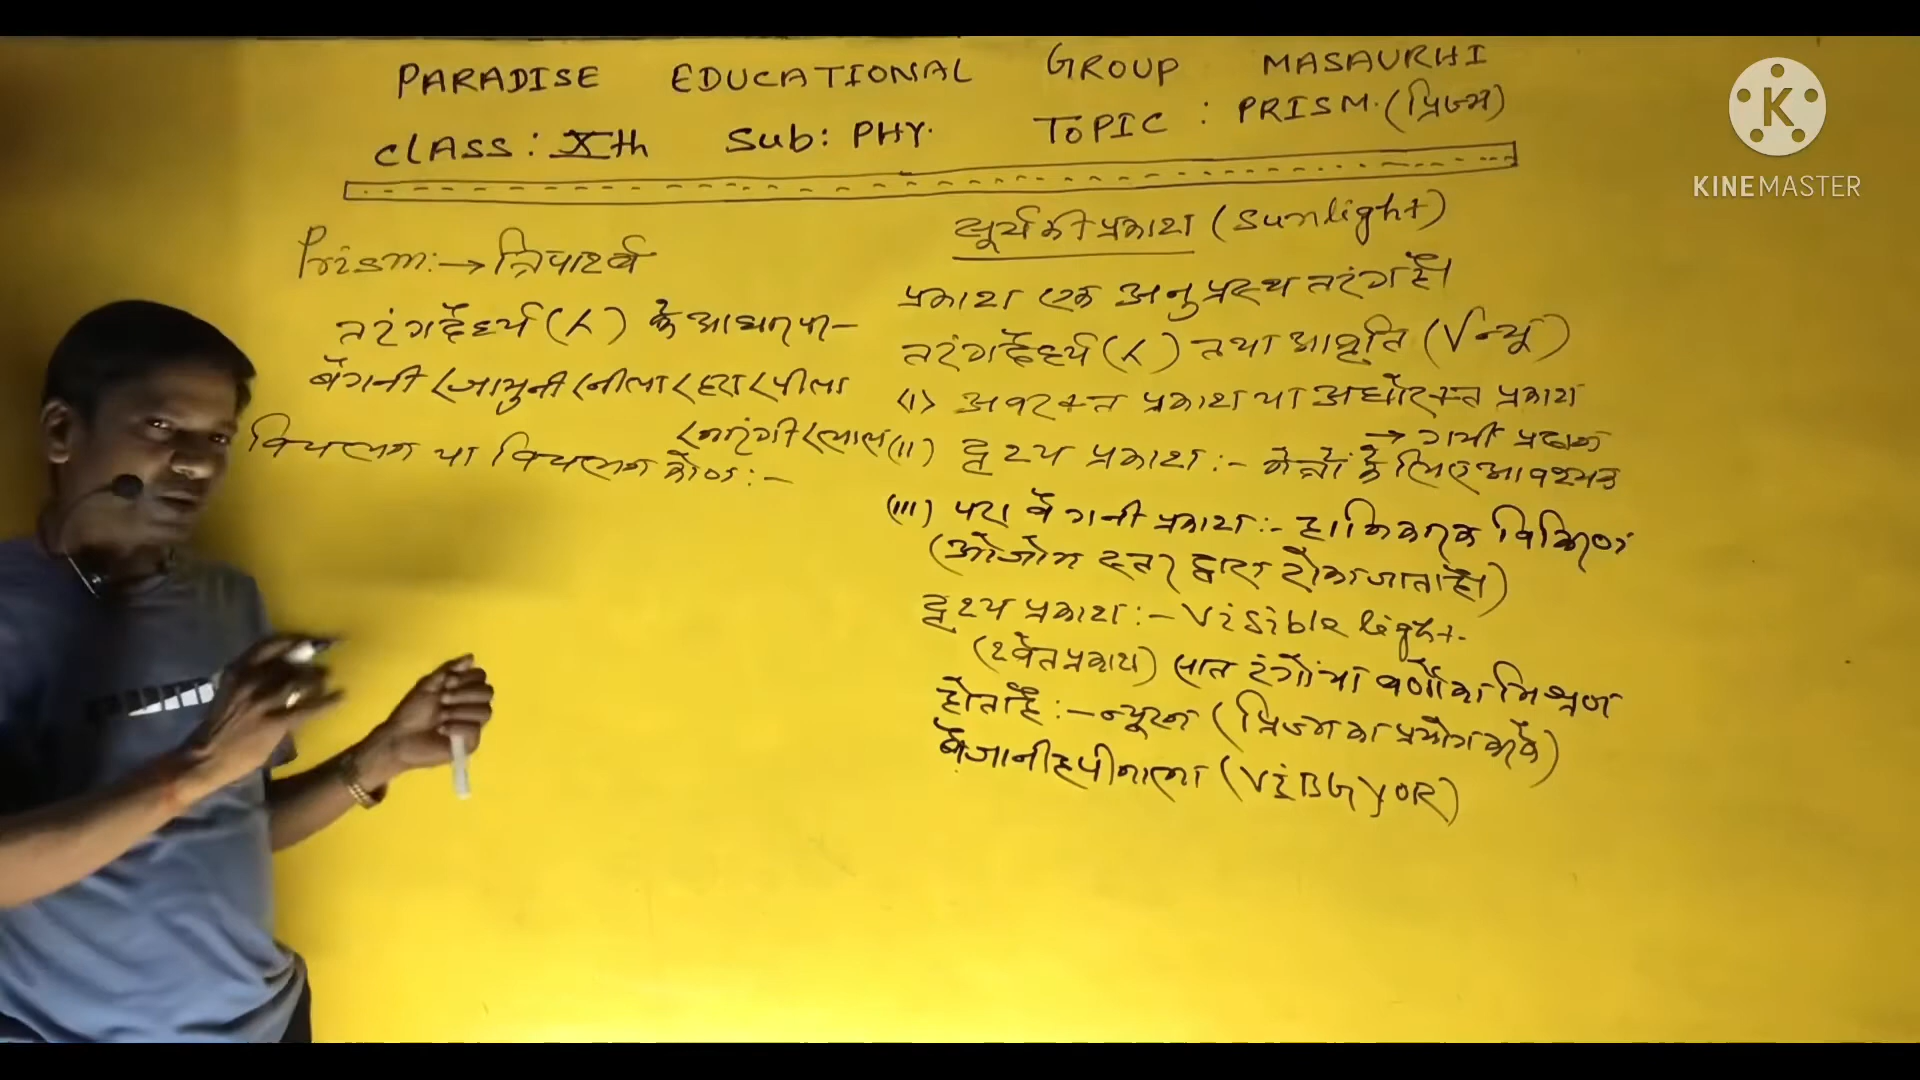 PARADISE EDUCATIONAL GROUP MASAURHI
CLASS: Xth Sub: PHY. TOPIC : PRISM. (प्रिज्म)
KINEMASTER
Prism:→ त्रिपार्श्व
तरंगदैर्घ्य (λ) के आधार पर–
बैंगनी < जामुनी < नीला < हरा < पीला
< नारंगी < लाल
विचलन या विचलन कोण :–
सूर्य की प्रकाश (Sunlight)
प्रकाश एक अनुप्रस्थ तरंग है।
तरंगदैर्घ्य (λ) तथा आवृति (√ न्यू)
(I) अवरक्त प्रकाश या अधोरक्त प्रकाश
→ गर्मी प्रदान
(II) दृश्य प्रकाश :- नेत्रों के लिए आवश्यक
(III) परा बैंगनी प्रकाश :- हानिकारक विकिरण
(ओजोन स्तर द्वारा रोका जाता है।)
दृश्य प्रकाश :– Visible light.
(श्वेत प्रकाश) सात रंगों या वर्णों का मिश्रण
होता है :– न्यूटन (प्रिज्म का प्रयोग करके)
बैजानीहपीनाला (VIBGYOR)